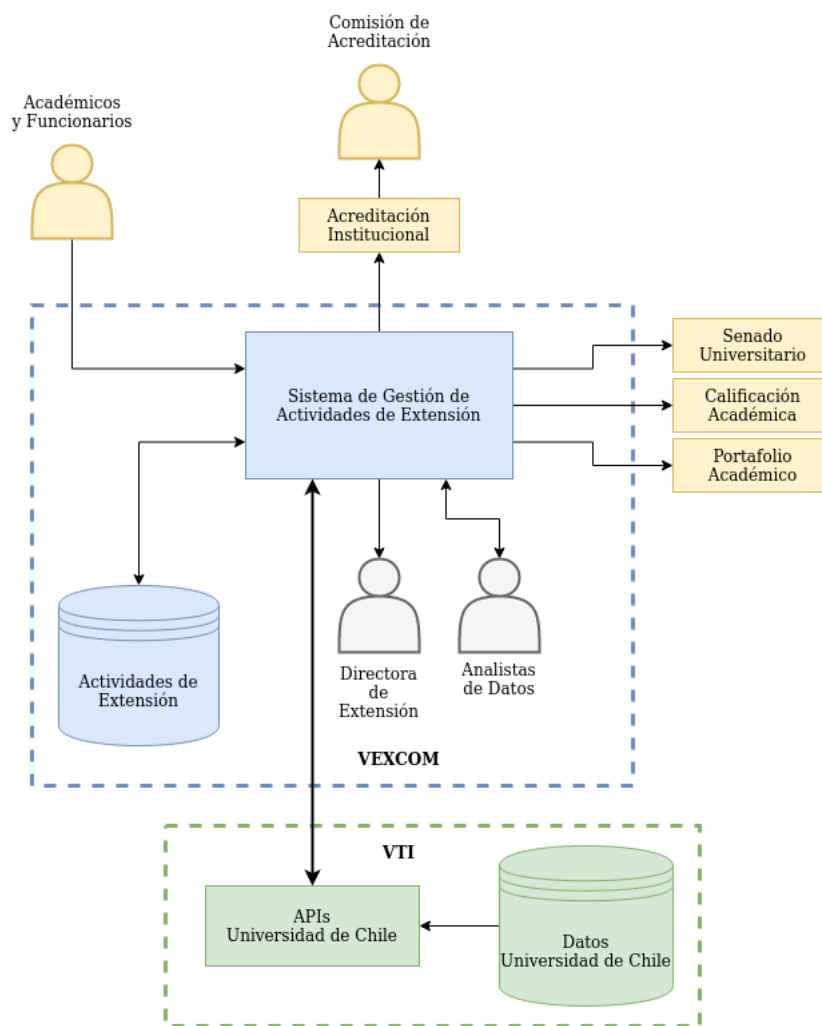 Comisión de
Acreditación
Académicos
y Funcionarios
Acreditación
Institucional
Sistema de Gestión de
Actividades de Extensión
Senado
Universitario
Calificación
Académica
Portafolio
Académico
Actividades de
Extensión
Directora
de
Extensión
Analistas
de Datos
VEXCOM
VTI
APIs
Universidad de Chile
Datos
Universidad de Chile